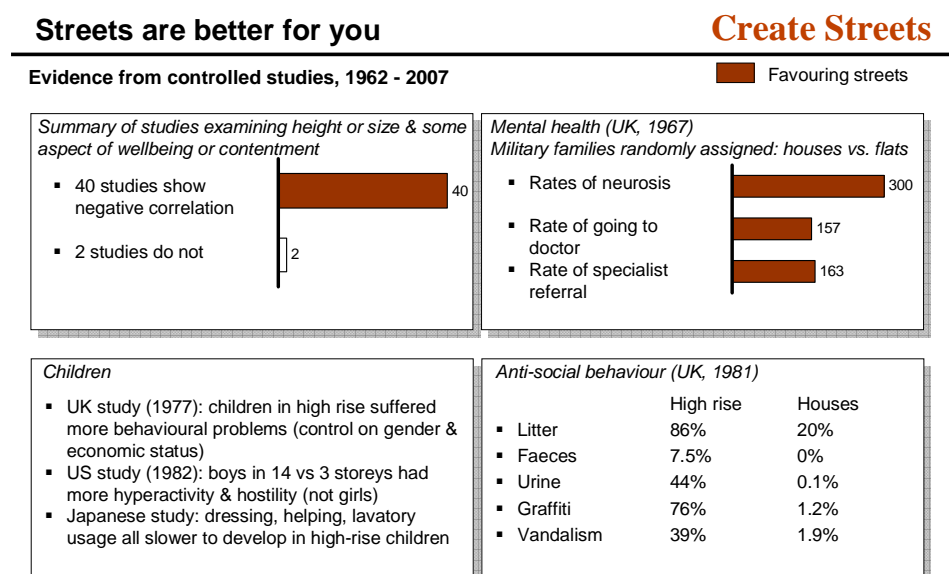 Streets are better for you
Create Streets
Evidence from controlled studies, 1962 - 2007
Favouring streets
Summary of studies examining height or size & some
aspect of wellbeing or contentment
▪ 40 studies show
negative correlation
40
▪ 2 studies do not
2
Mental health (UK, 1967)
Military families randomly assigned: houses vs. flats
▪ Rates of neurosis
300
▪ Rate of going to
doctor
157
▪ Rate of specialist
referral
163
Children
▪ UK study (1977): children in high rise suffered
more behavioural problems (control on gender &
economic status)
▪ US study (1982): boys in 14 vs 3 storeys had
more hyperactivity & hostility (not girls)
▪ Japanese study: dressing, helping, lavatory
usage all slower to develop in high-rise children
Anti-social behaviour (UK, 1981)
High rise Houses
▪ Litter 86% 20%
▪ Faeces 7.5% 0%
▪ Urine 44% 0.1%
▪ Graffiti 76% 1.2%
▪ Vandalism 39% 1.9%